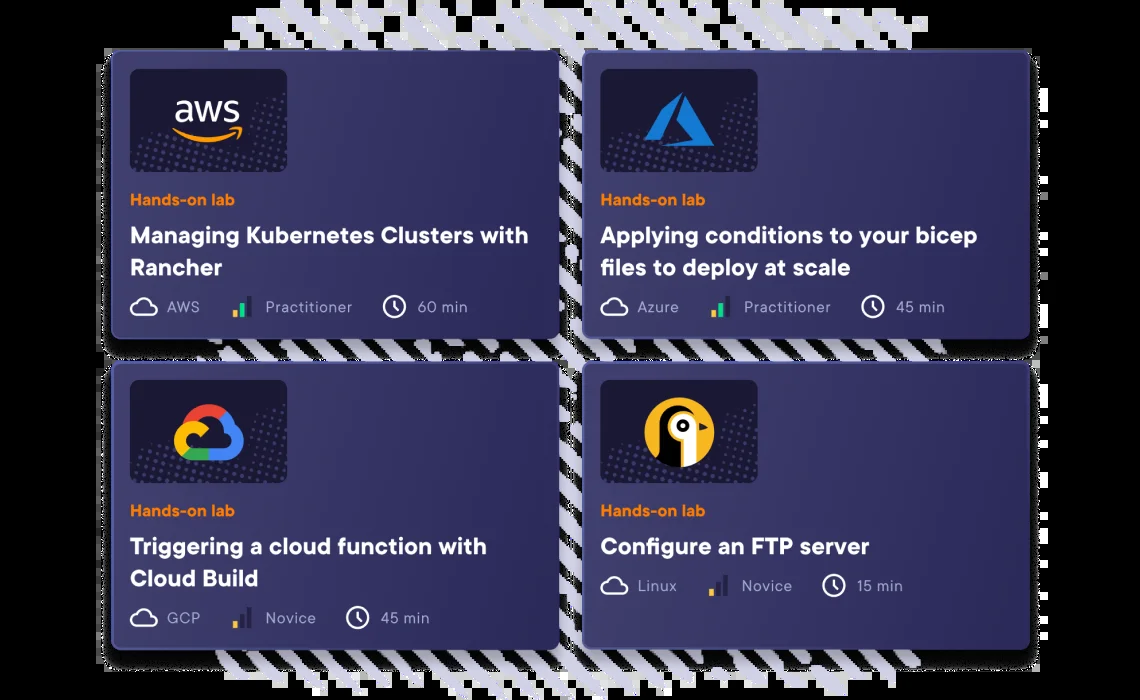 aws
Hands-on lab
Managing Kubernetes Clusters with
Rancher
AWS Practitioner 60 min
Hands-on lab
Applying conditions to your bicep
files to deploy at scale
Azure Practitioner 45 min
Hands-on lab
Triggering a cloud function with
Cloud Build
GCP Novice 45 min
Hands-on lab
Configure an FTP server
Linux Novice 15 min